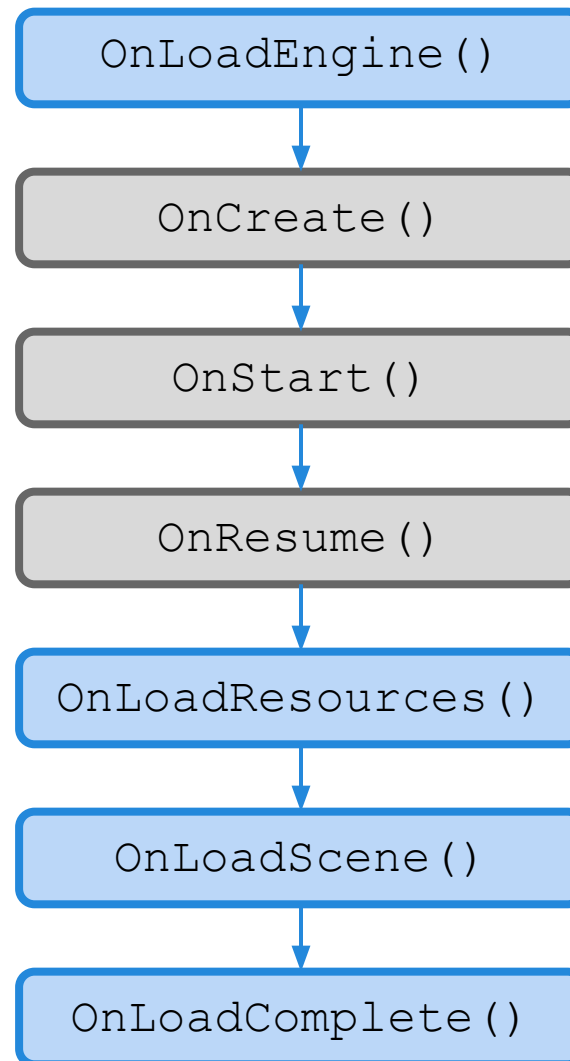 OnLoadEngine()
OnCreate()
OnStart()
OnResume()
OnLoadResources()
OnLoadScene()
OnLoadComplete()